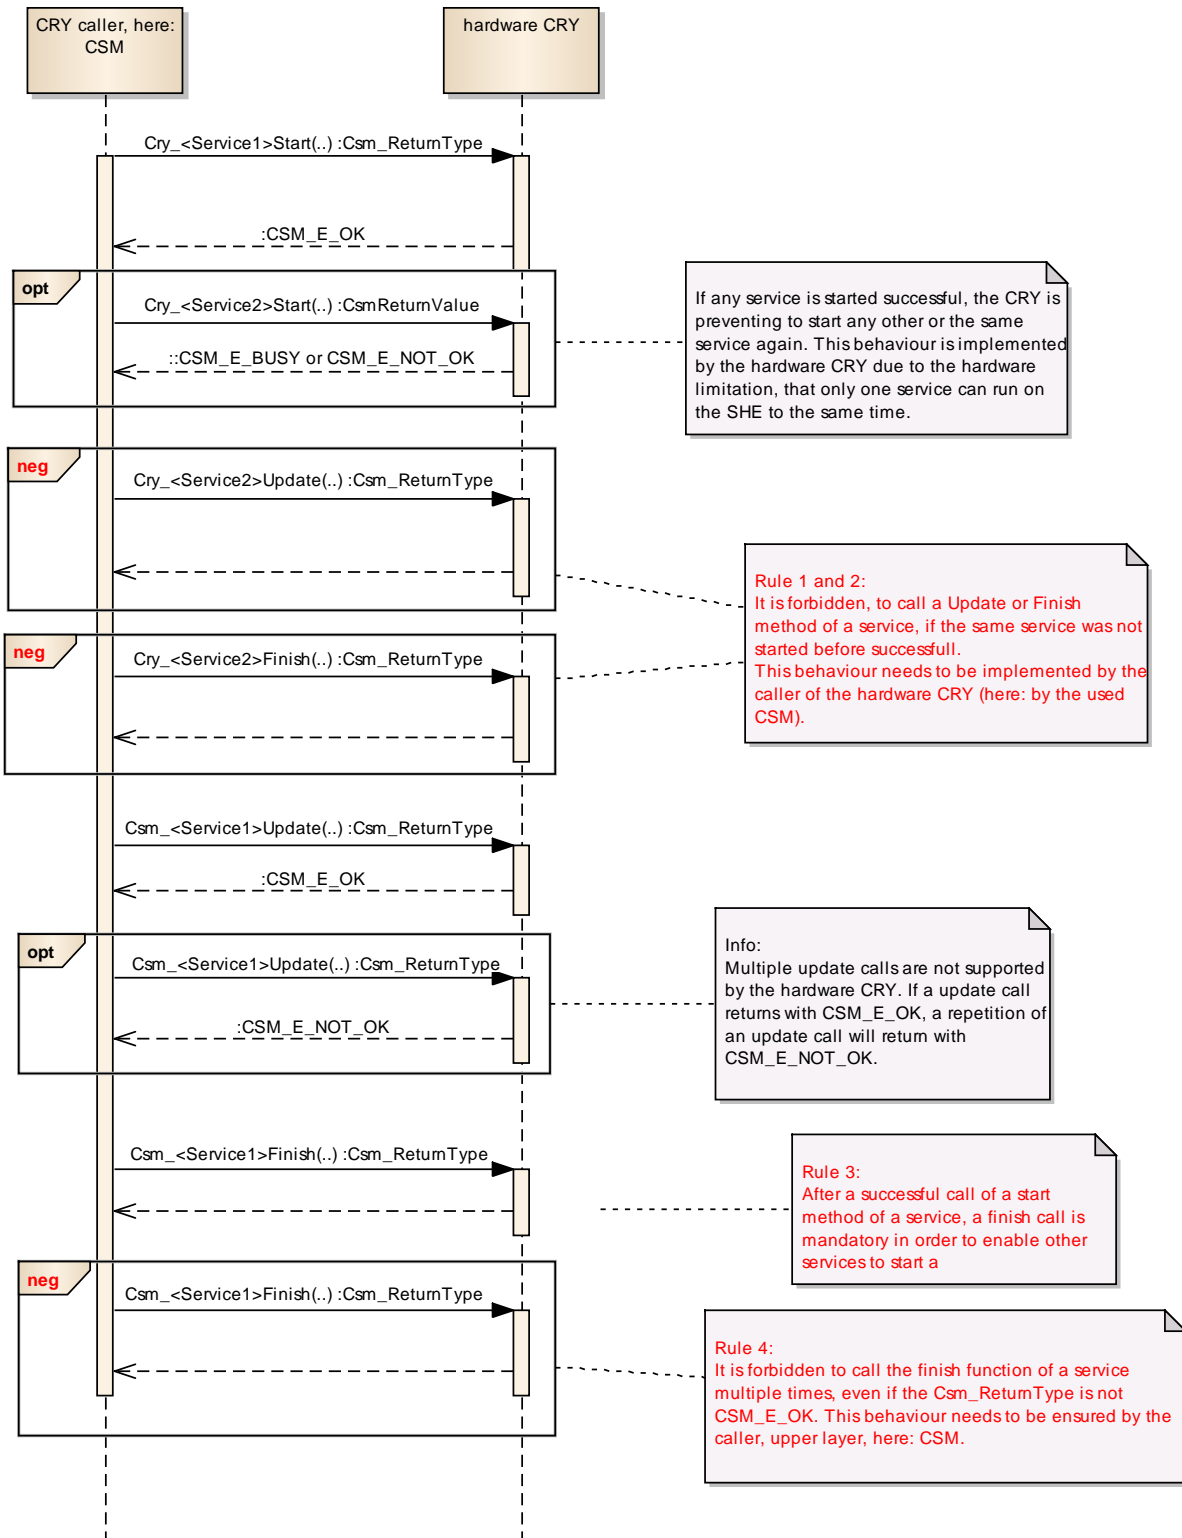 CRY caller, here:
CSM
hardware CRY
Cry_<Service1>Start(..) :Csm_ReturnType
:CSM_E_OK
opt
Cry_<Service2>Start(..) :CsmReturnValue
::CSM_E_BUSY or CSM_E_NOT_OK
If any service is started successful, the CRY is
preventing to start any other or the same
service again. This behaviour is implemented
by the hardware CRY due to the hardware
limitation, that only one service can run on
the SHE to the same time.
neg
Cry_<Service2>Update(..) :Csm_ReturnType
Rule 1 and 2:
It is forbidden, to call a Update or Finish
method of a service, if the same service was not
started before successfull.
This behaviour needs to be implemented by the
caller of the hardware CRY (here: by the used
CSM).
neg
Cry_<Service2>Finish(..) :Csm_ReturnType
Csm_<Service1>Update(..) :Csm_ReturnType
:CSM_E_OK
opt
Csm_<Service1>Update(..) :Csm_ReturnType
:CSM_E_NOT_OK
Info:
Multiple update calls are not supported
by the hardware CRY. If a update call
returns with CSM_E_OK, a repetition of
an update call will return with
CSM_E_NOT_OK.
Csm_<Service1>Finish(..) :Csm_ReturnType
Rule 3:
After a successful call of a start
method of a service, a finish call is
mandatory in order to enable other
services to start a
neg
Csm_<Service1>Finish(..) :Csm_ReturnType
Rule 4:
It is forbidden to call the finish function of a service
multiple times, even if the Csm_ReturnType is not
CSM_E_OK. This behaviour needs to be ensured by the
caller, upper layer, here: CSM.